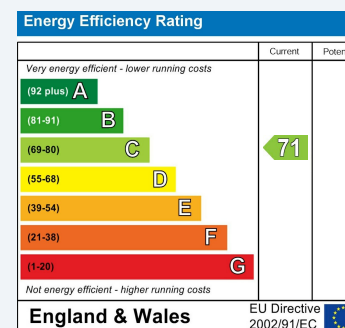 Energy Efficiency Rating
Current
Very energy efficient - lower running costs
(92 plus) A
(81-91) B
(69-80) C
71
(55-68) D
(39-54) E
(21-38) F
(1-20) G
Not energy efficient - higher running costs
England & Wales
EU Directive
2002/91/EC